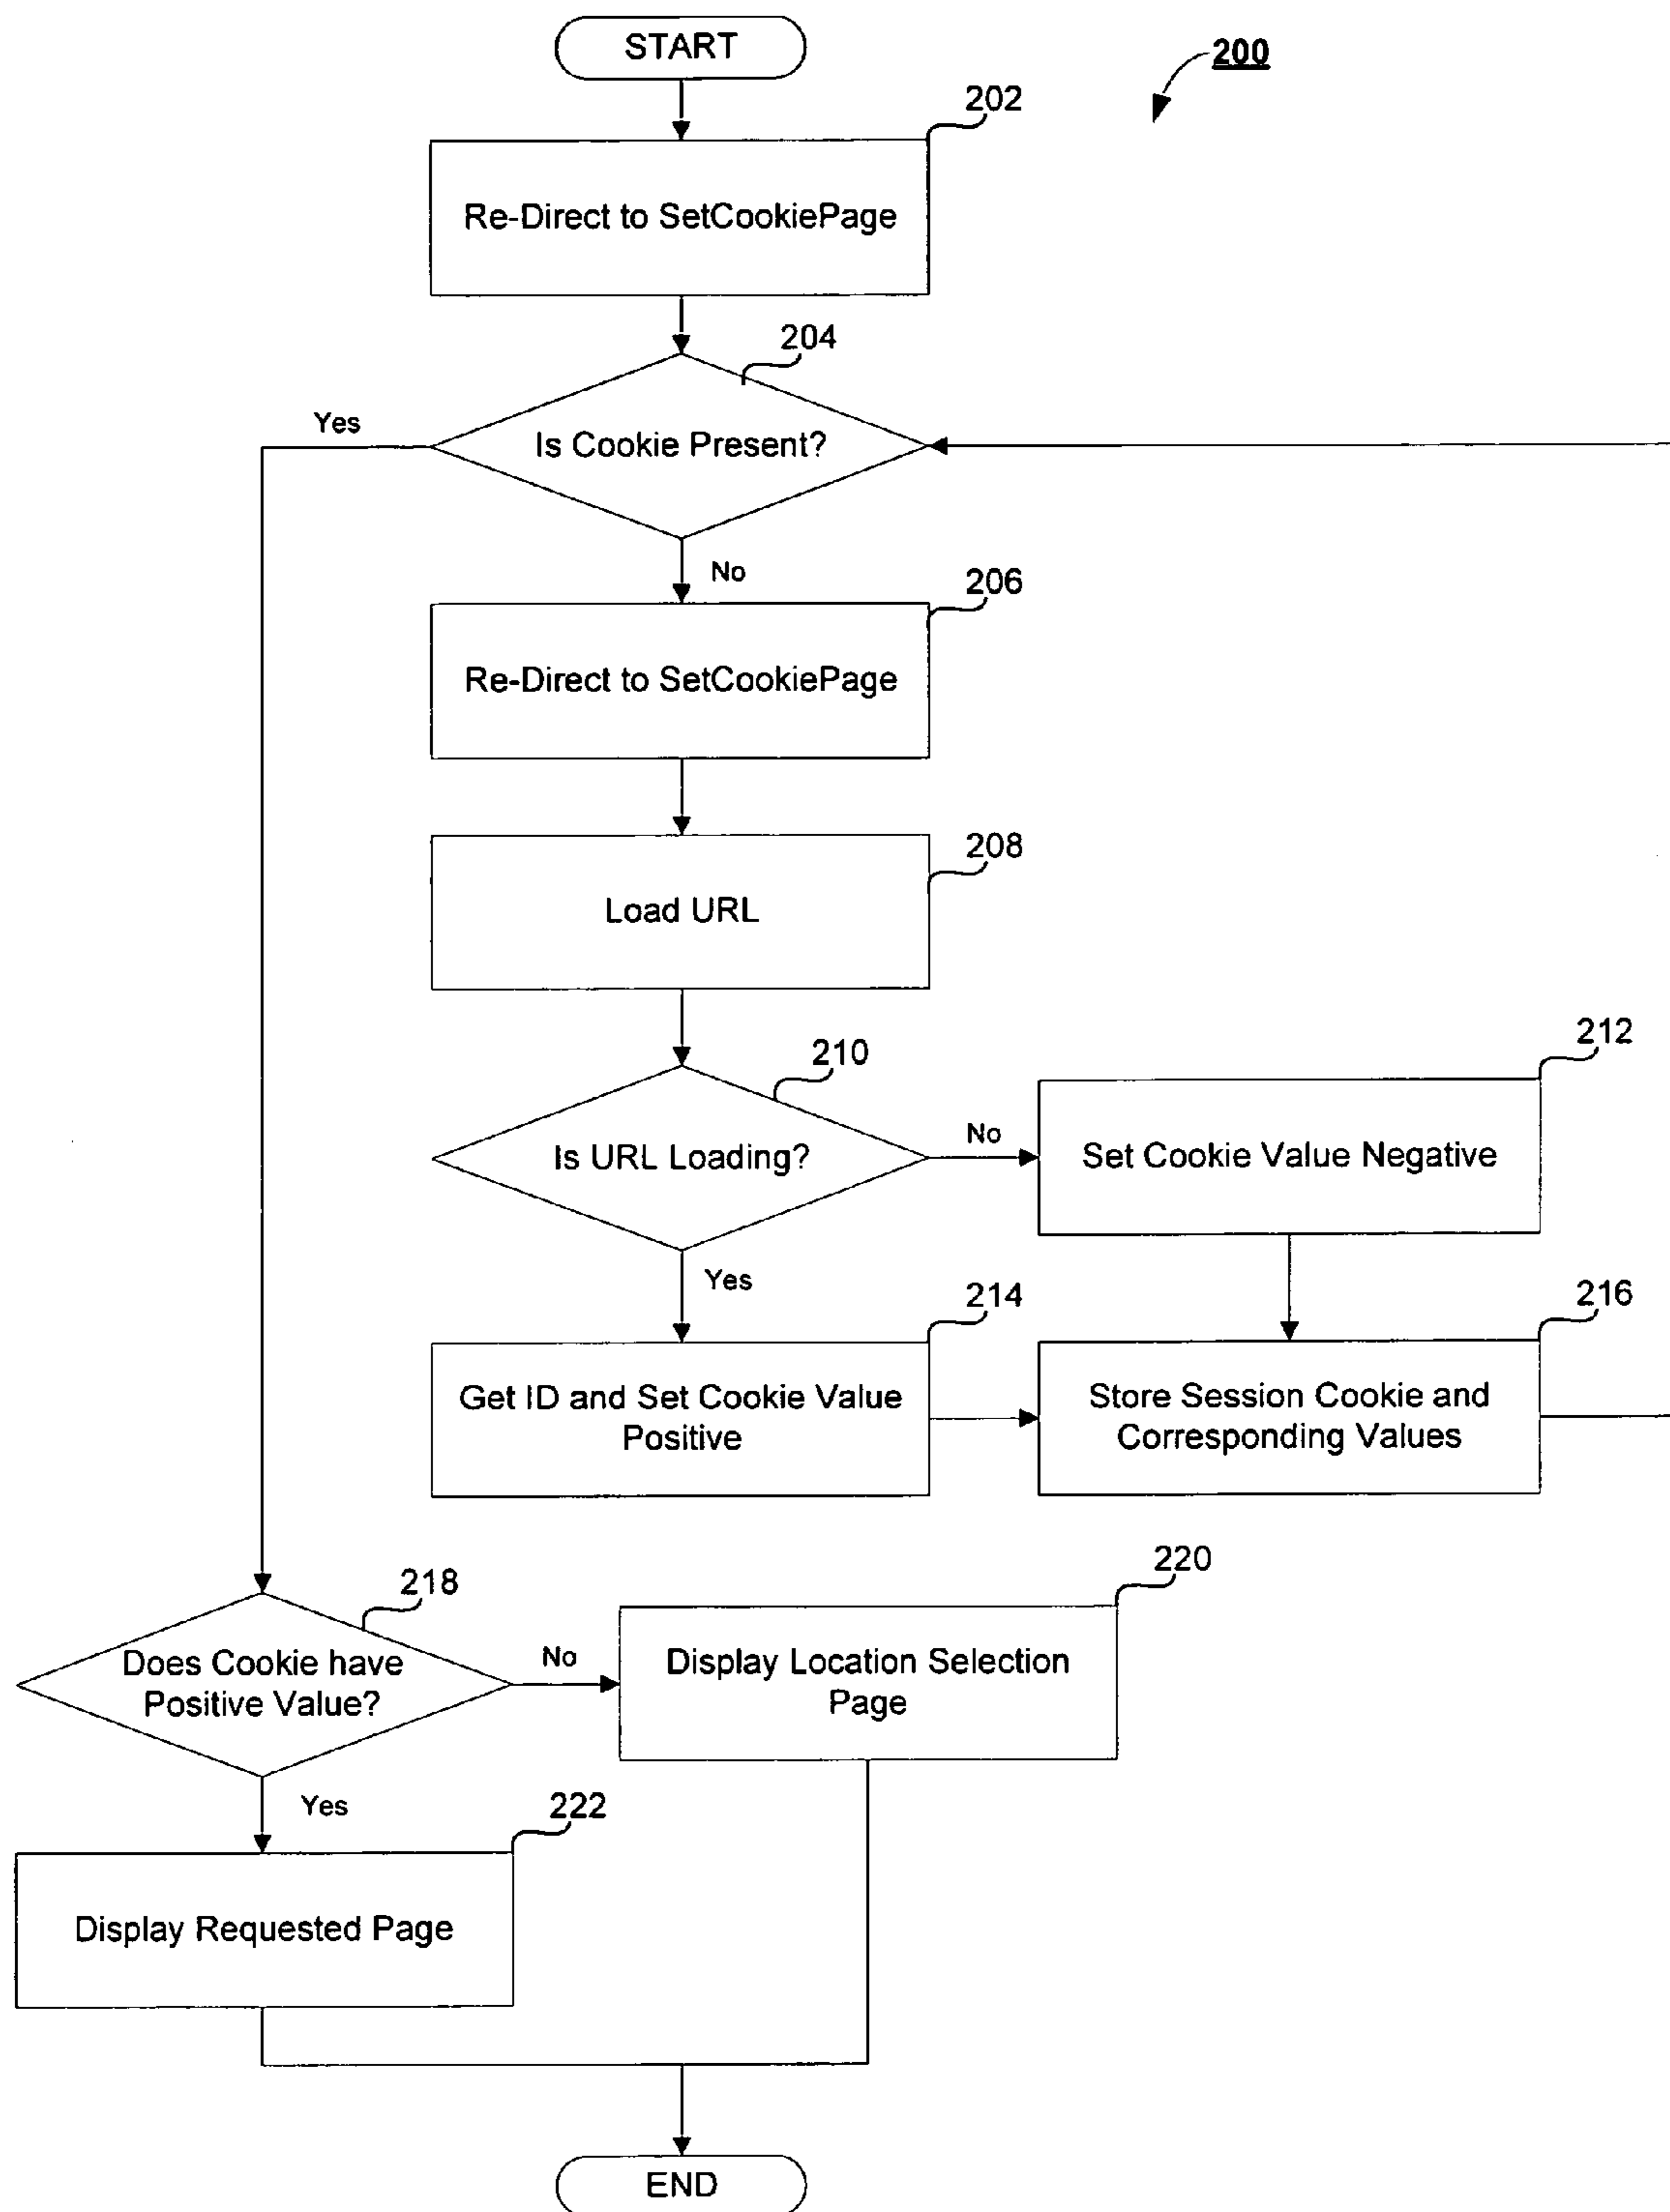 START
200
202
Re-Direct to SetCookiePage
204
Yes
Is Cookie Present?
No
206
Re-Direct to SetCookiePage
208
Load URL
210
212
Is URL Loading?
No
Set Cookie Value Negative
Yes
214
216
Get ID and Set Cookie Value
Positive
Store Session Cookie and
Corresponding Values
218
220
Does Cookie have
Positive Value?
No
Display Location Selection
Page
Yes
222
Display Requested Page
END